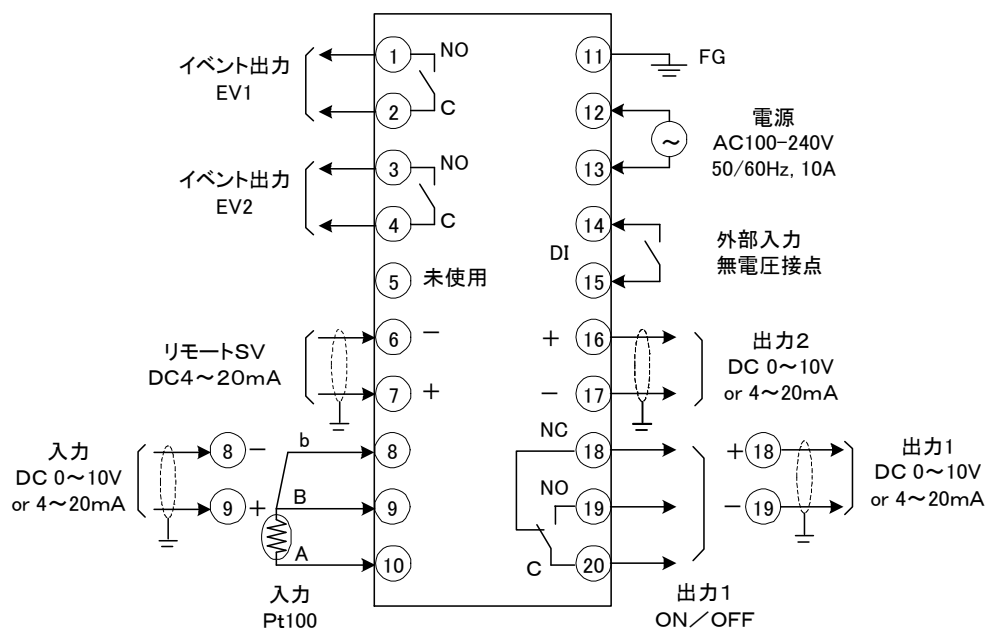 イベント出力
EV1
1
NO
2
C
イベント出力
EV2
3
NO
4
C
5
未使用
リモートSV
DC4～20mA
6
－
7
＋
入力
DC 0～10V
or 4～20mA
8
－
9
＋
b
8
B
9
A
10
入力
Pt100
11
FG
12
13
~
電源
AC100-240V
50/60Hz, 10A
DI
14
15
外部入力
無電圧接点
＋
16
－
17
出力2
DC 0～10V
or 4～20mA
NC
18
NO
19
C
20
出力1
ON／OFF
＋
18
－
19
出力1
DC 0～10V
or 4～20mA